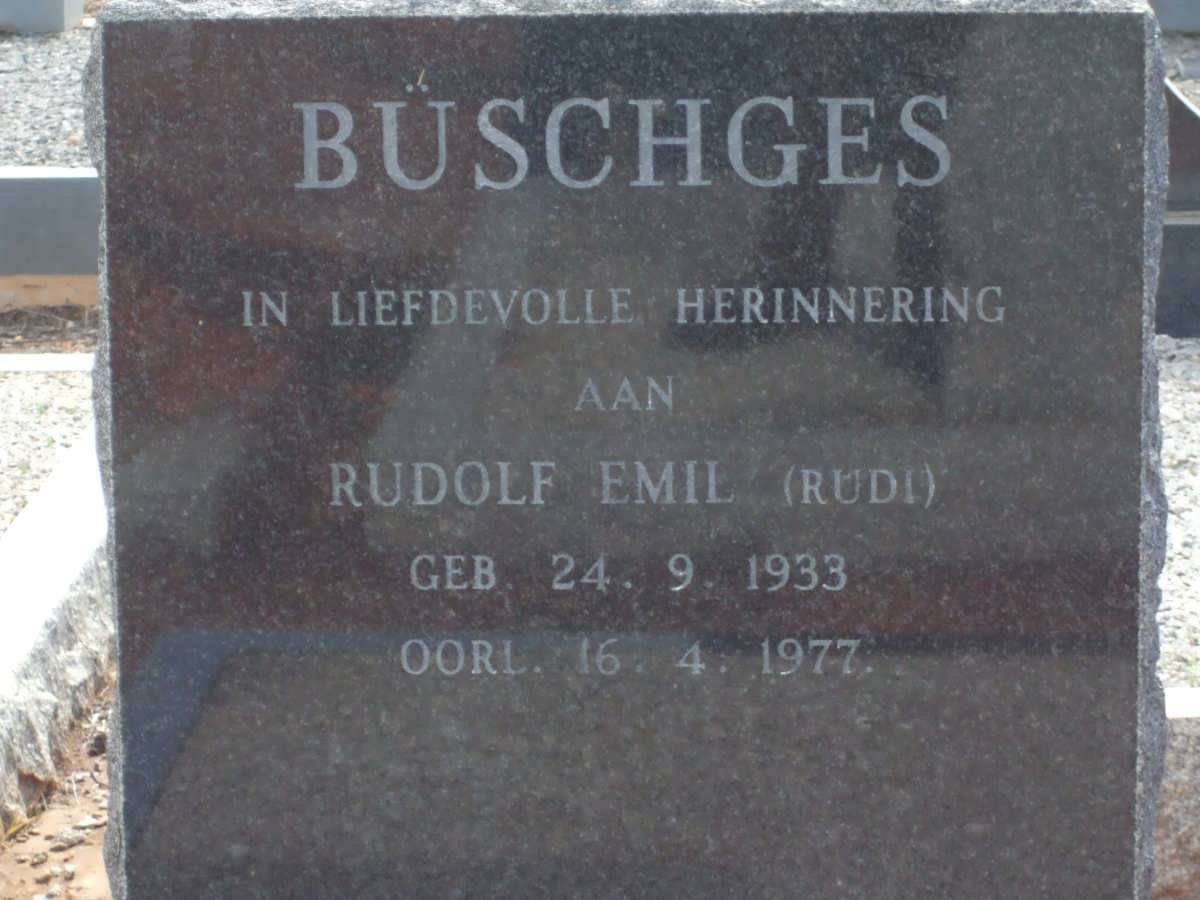 BÜSCHGES
IN LIEFDEVOLLE HERINNERING
AAN
RUDOLF EMIL (RUDI)
GEB. 24. 9. 1933
OORL. 16. 4. 1977.